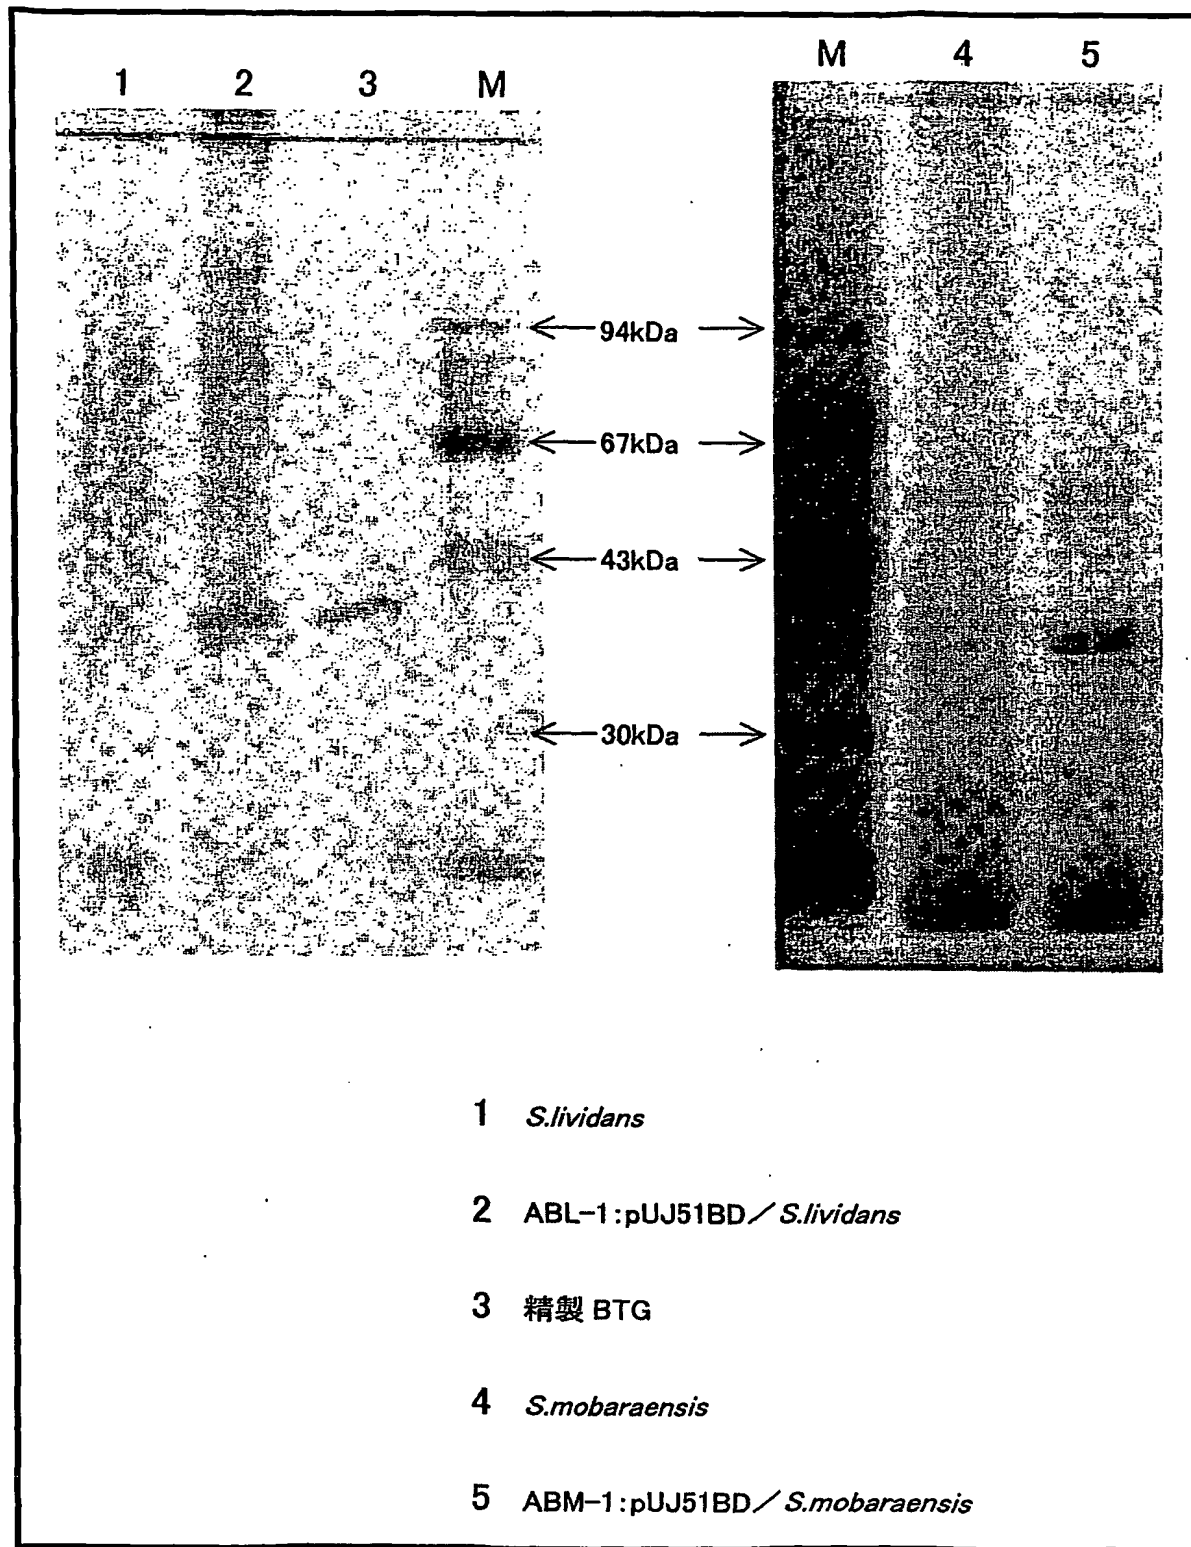 1 2 3 M
M 4 5
94kDa
67kDa
43kDa
30kDa
1 S.lividans
2 ABL-1:pUJ51BD／S.lividans
3 精製 BTG
4 S.mobaraensis
5 ABM-1:pUJ51BD／S.mobaraensis